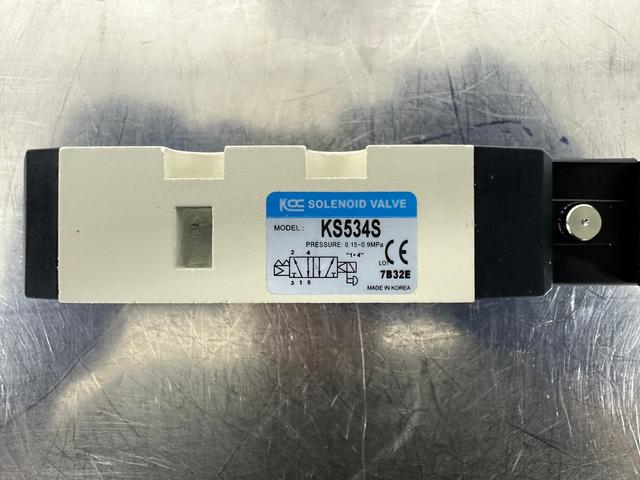 KCC SOLENOID VALVE
MODEL : KS534S
PRESSURE: 0.15~0.9MPa
CE
2 4 "1•4"
LOT
7B32E
3 1 5
MADE IN KOREA